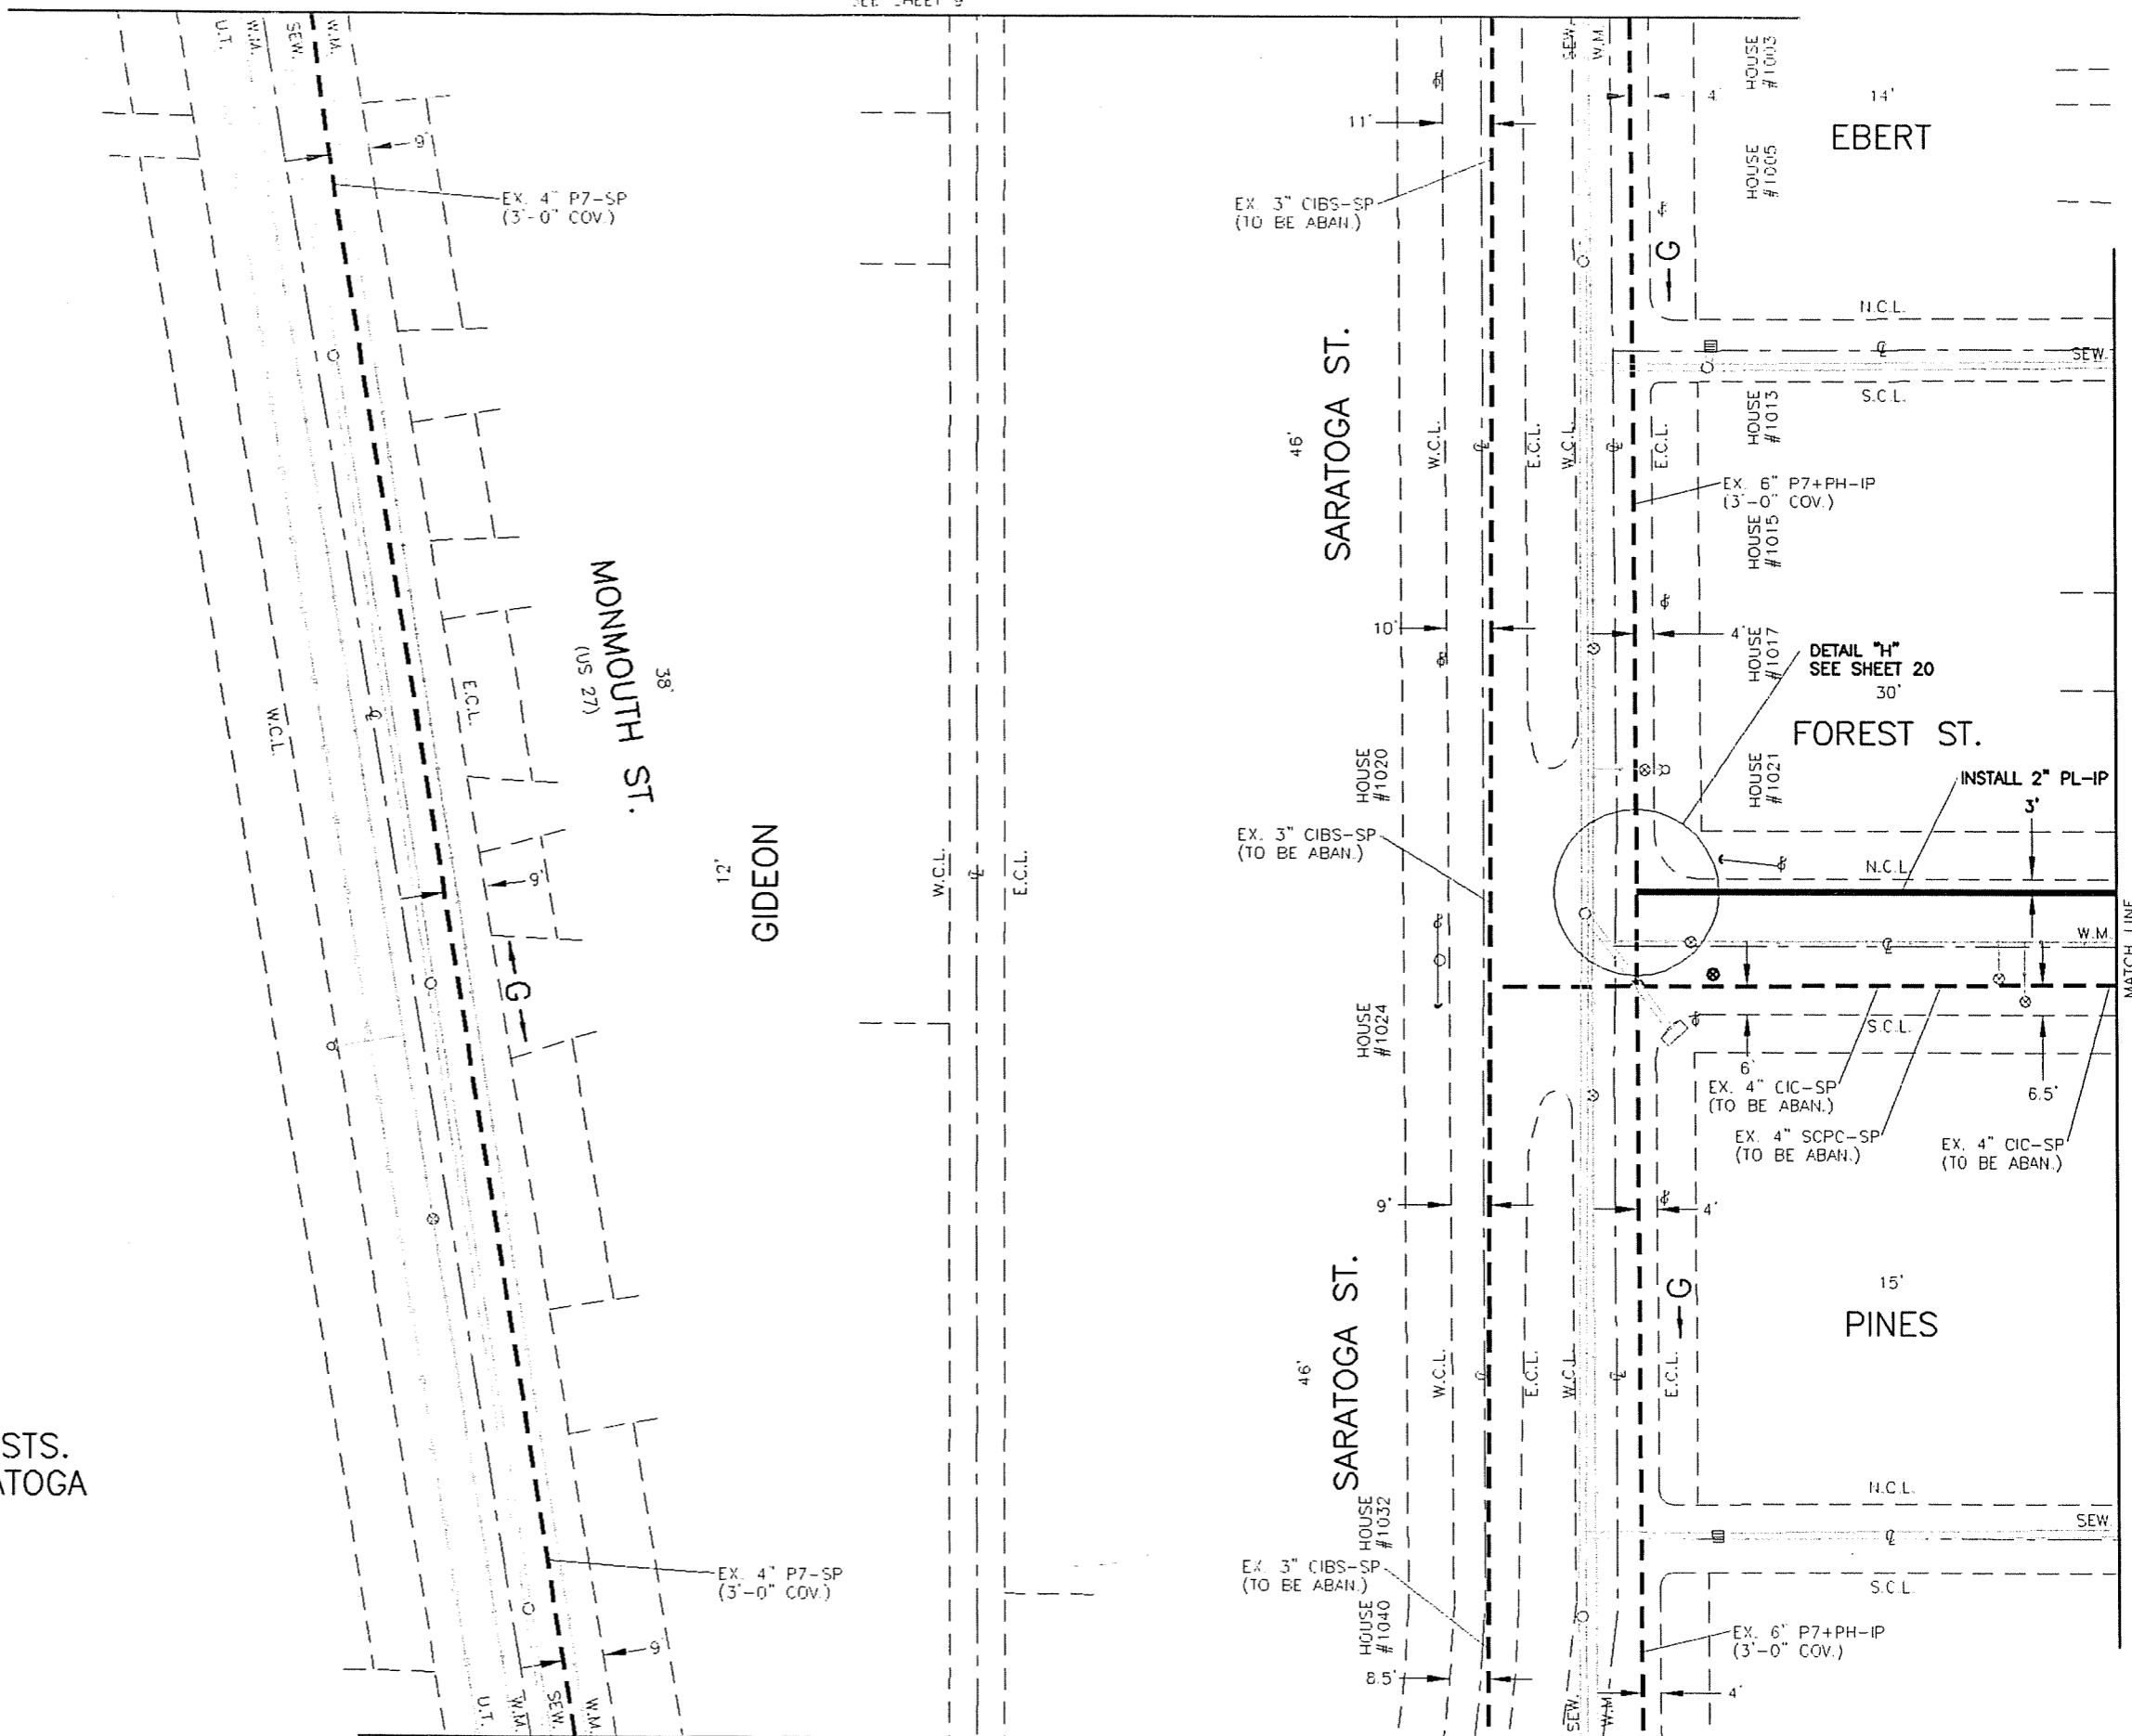 SEE SHEET 9
U.T.
W.M.
SEW.
W.M.
9'
EX. 4" P7-SP
(3'-0" COV.)
MONMOUTH ST.
(US 27)
38'
W.C.L.
℄
E.C.L.
9'
G
STS.
ATOGA
EX. 4" P7-SP
(3'-0" COV.)
9'
U.T.
W.M.
SEW.
W.M.
12'
GIDEON
W.C.L.
℄
E.C.L.
11'
EX. 3" CIBS-SP
(TO BE ABAN.)
SARATOGA ST.
46'
W.C.L.
℄
E.C.L.
W.C.L.
℄
E.C.L.
SEW.
W.M.
4'
HOUSE
#1003
HOUSE
#1005
14'
EBERT
G
N.C.L.
℄
SEW.
S.C.L.
HOUSE
#1013
EX. 6" P7+PH-IP
(3'-0" COV.)
HOUSE
#1015
10'
4'
HOUSE
#1017
DETAIL "H"
SEE SHEET 20
30'
FOREST ST.
HOUSE
#1020
HOUSE
#1021
INSTALL 2" PL-IP
3'
EX. 3" CIBS-SP
(TO BE ABAN.)
N.C.L.
MATCH LINE
W.M.
℄
HOUSE
#1024
S.C.L.
6'
6.5'
EX. 4" CIC-SP
(TO BE ABAN.)
EX. 4" SCPC-SP
(TO BE ABAN.)
EX. 4" CIC-SP
(TO BE ABAN.)
9'
4'
SARATOGA ST.
46'
G
15'
PINES
W.C.L.
℄
E.C.L.
W.C.L.
℄
E.C.L.
N.C.L.
SEW.
℄
S.C.L.
HOUSE
#1032
EX. 3" CIBS-SP
(TO BE ABAN.)
HOUSE
#1040
EX. 6" P7+PH-IP
(3'-0" COV.)
8.5'
4'
SEW.
W.M.